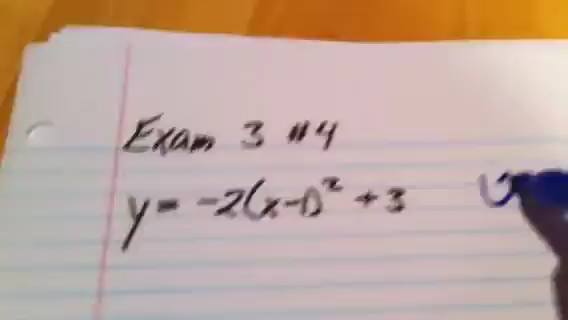 Exam 3 #4
y = -2(x-1)² + 3